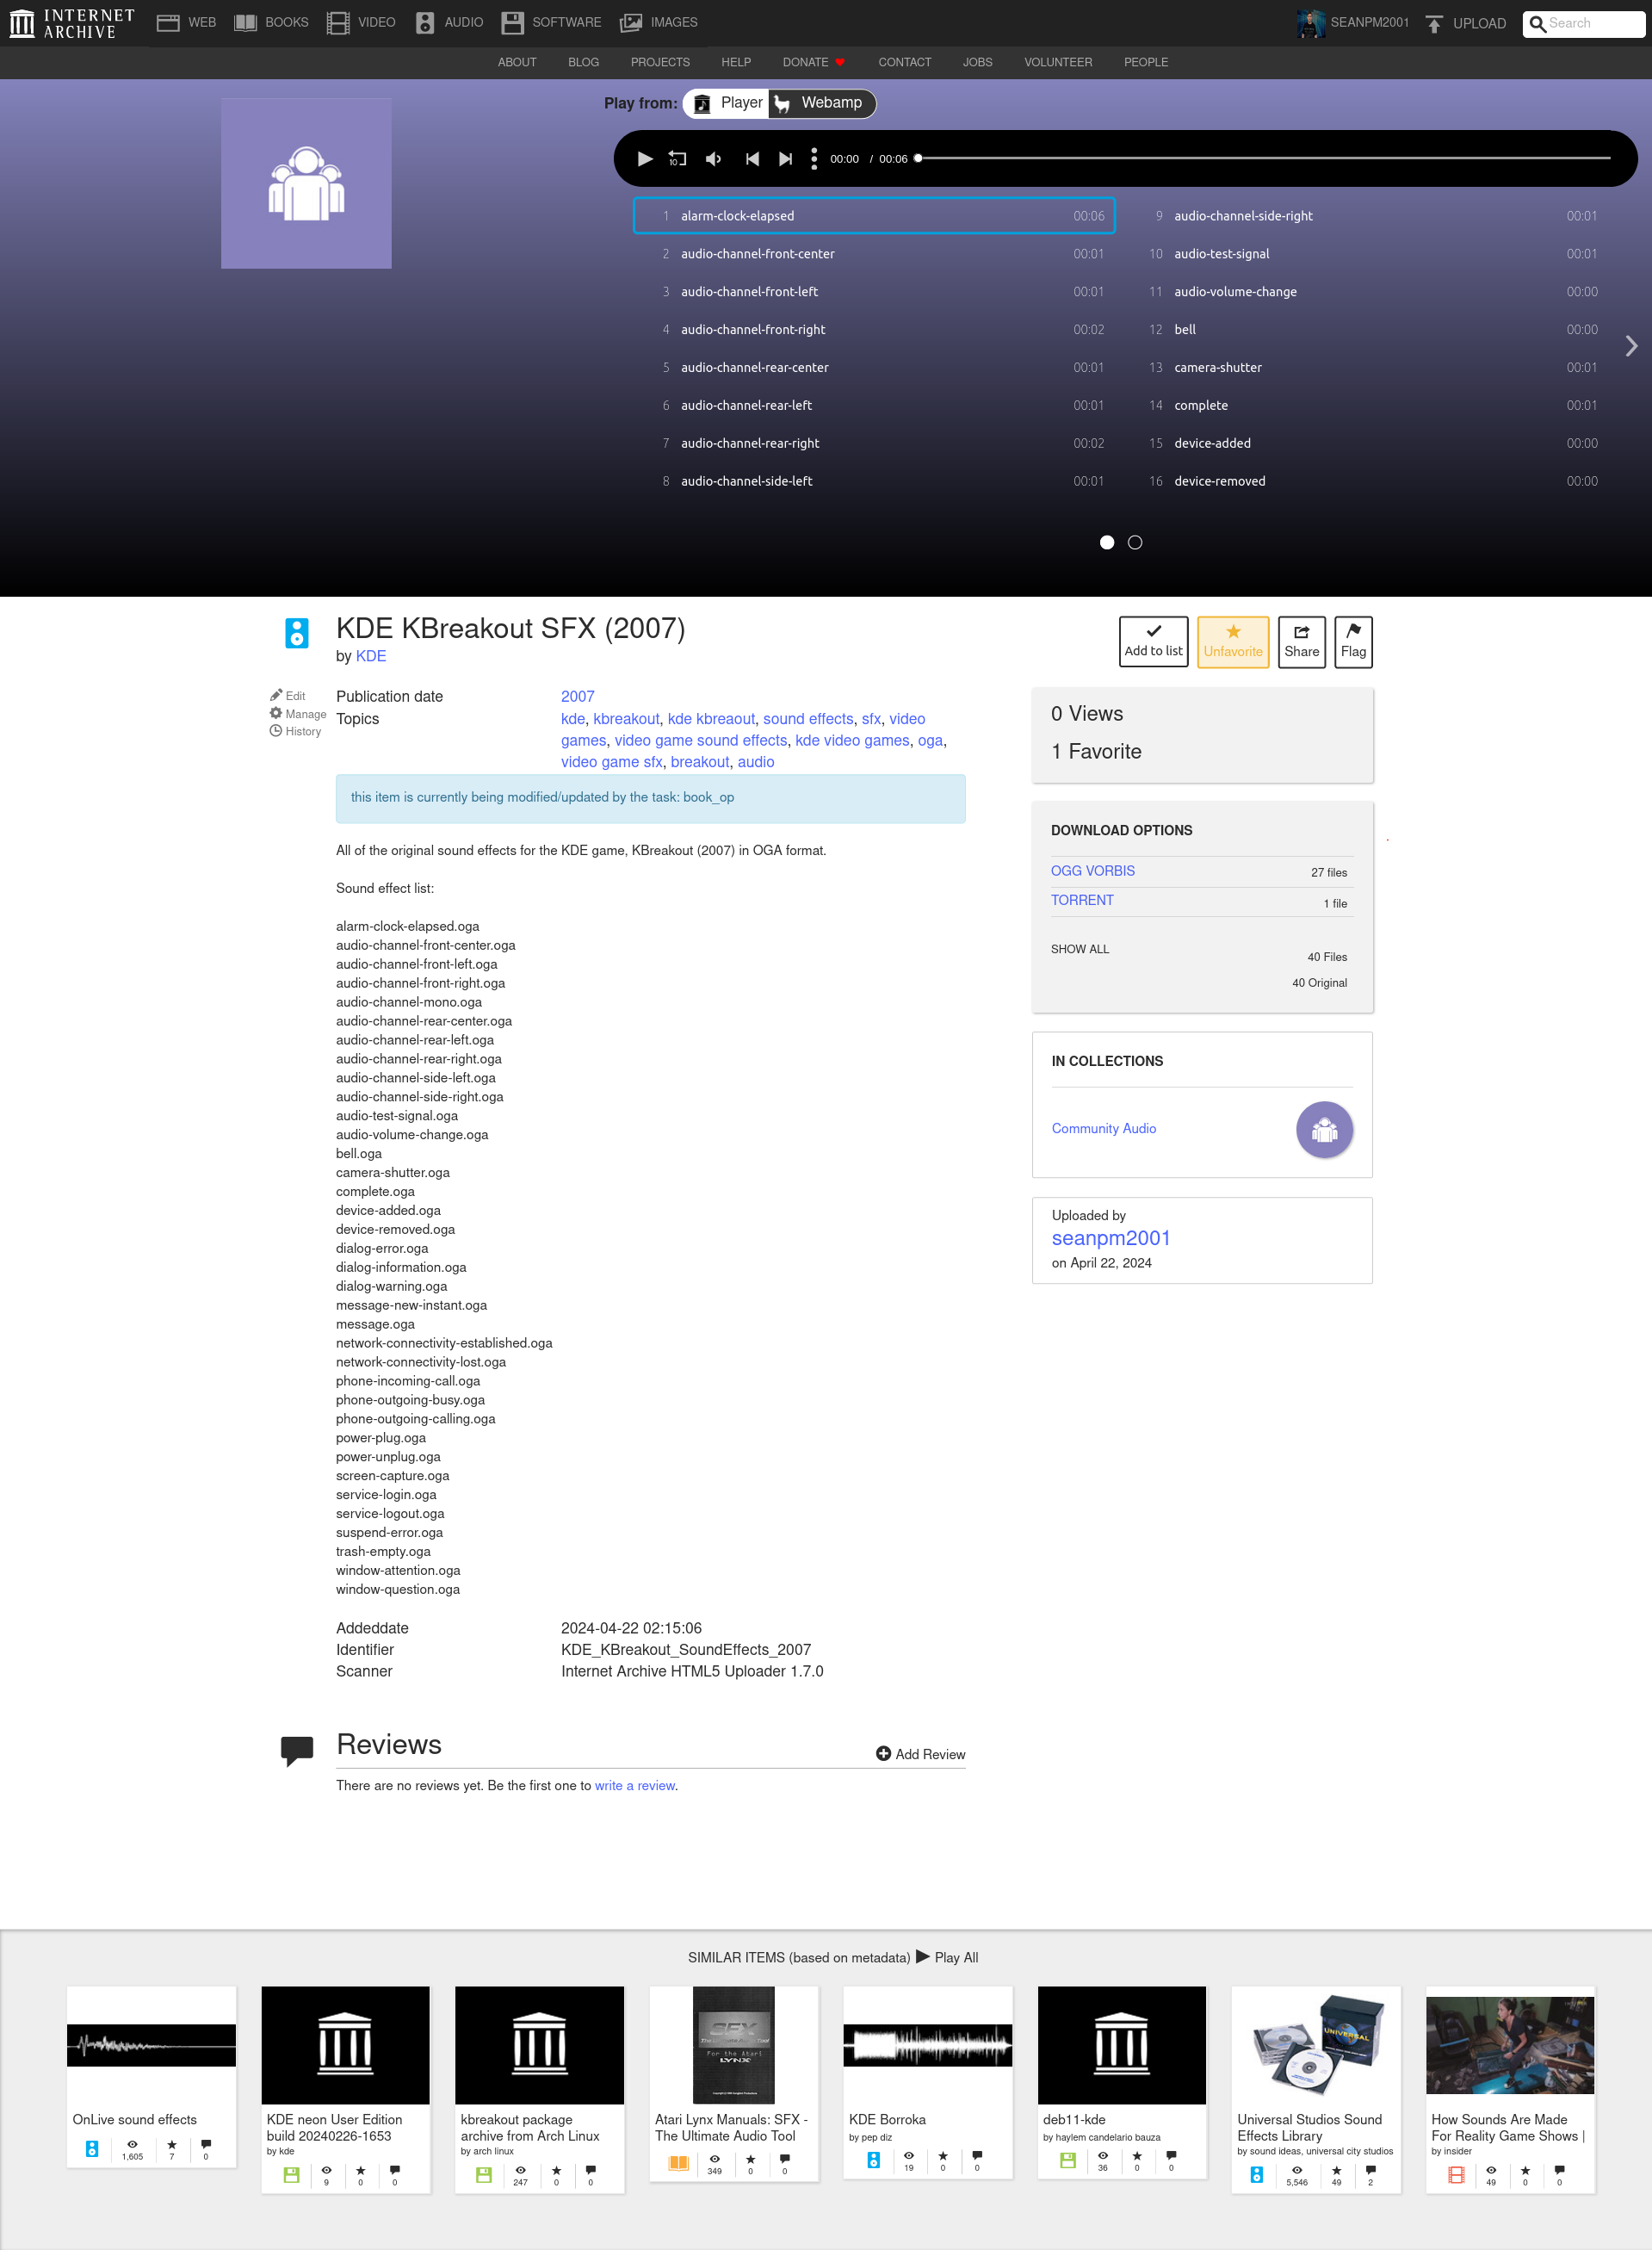 INTERNET ARCHIVE
WEB BOOKS VIDEO AUDIO SOFTWARE IMAGES
SEANPM2001 UPLOAD Search
ABOUT BLOG PROJECTS HELP DONATE CONTACT JOBS VOLUNTEER PEOPLE
Play from: Player Webamp
10 00:00 / 00:06
1 alarm-clock-elapsed 00:06
2 audio-channel-front-center 00:01
3 audio-channel-front-left 00:01
4 audio-channel-front-right 00:02
5 audio-channel-rear-center 00:01
6 audio-channel-rear-left 00:01
7 audio-channel-rear-right 00:02
8 audio-channel-side-left 00:01
9 audio-channel-side-right 00:01
10 audio-test-signal 00:01
11 audio-volume-change 00:00
12 bell 00:00
13 camera-shutter 00:01
14 complete 00:01
15 device-added 00:00
16 device-removed 00:00
KDE KBreakout SFX (2007)
by KDE
Add to list Unfavorite Share Flag
Edit
Manage
History
Publication date 2007
Topics kde, kbreakout, kde kbreaout, sound effects, sfx, video
games, video game sound effects, kde video games, oga,
video game sfx, breakout, audio
this item is currently being modified/updated by the task: book_op
All of the original sound effects for the KDE game, KBreakout (2007) in OGA format.
Sound effect list:
alarm-clock-elapsed.oga
audio-channel-front-center.oga
audio-channel-front-left.oga
audio-channel-front-right.oga
audio-channel-mono.oga
audio-channel-rear-center.oga
audio-channel-rear-left.oga
audio-channel-rear-right.oga
audio-channel-side-left.oga
audio-channel-side-right.oga
audio-test-signal.oga
audio-volume-change.oga
bell.oga
camera-shutter.oga
complete.oga
device-added.oga
device-removed.oga
dialog-error.oga
dialog-information.oga
dialog-warning.oga
message-new-instant.oga
message.oga
network-connectivity-established.oga
network-connectivity-lost.oga
phone-incoming-call.oga
phone-outgoing-busy.oga
phone-outgoing-calling.oga
power-plug.oga
power-unplug.oga
screen-capture.oga
service-login.oga
service-logout.oga
suspend-error.oga
trash-empty.oga
window-attention.oga
window-question.oga
Addeddate 2024-04-22 02:15:06
Identifier KDE_KBreakout_SoundEffects_2007
Scanner Internet Archive HTML5 Uploader 1.7.0
0 Views
1 Favorite
DOWNLOAD OPTIONS
OGG VORBIS 27 files
TORRENT 1 file
SHOW ALL 40 Files
40 Original
IN COLLECTIONS
Community Audio
Uploaded by
seanpm2001
on April 22, 2024
Reviews
Add Review
There are no reviews yet. Be the first one to write a review.
SIMILAR ITEMS (based on metadata) Play All
OnLive sound effects
1,605 7 0
KDE neon User Edition
build 20240226-1653
by kde
9 0 0
kbreakout package
archive from Arch Linux
by arch linux
247 0 0
SFX
For the Atari
LYNX
Atari Lynx Manuals: SFX -
The Ultimate Audio Tool
349 0 0
KDE Borroka
by pep diz
19 0 0
deb11-kde
by haylem candelario bauza
36 0 0
UNIVERSAL
Universal Studios Sound
Effects Library
by sound ideas, universal city studios
5,546 49 2
How Sounds Are Made
For Reality Game Shows |
by insider
49 0 0